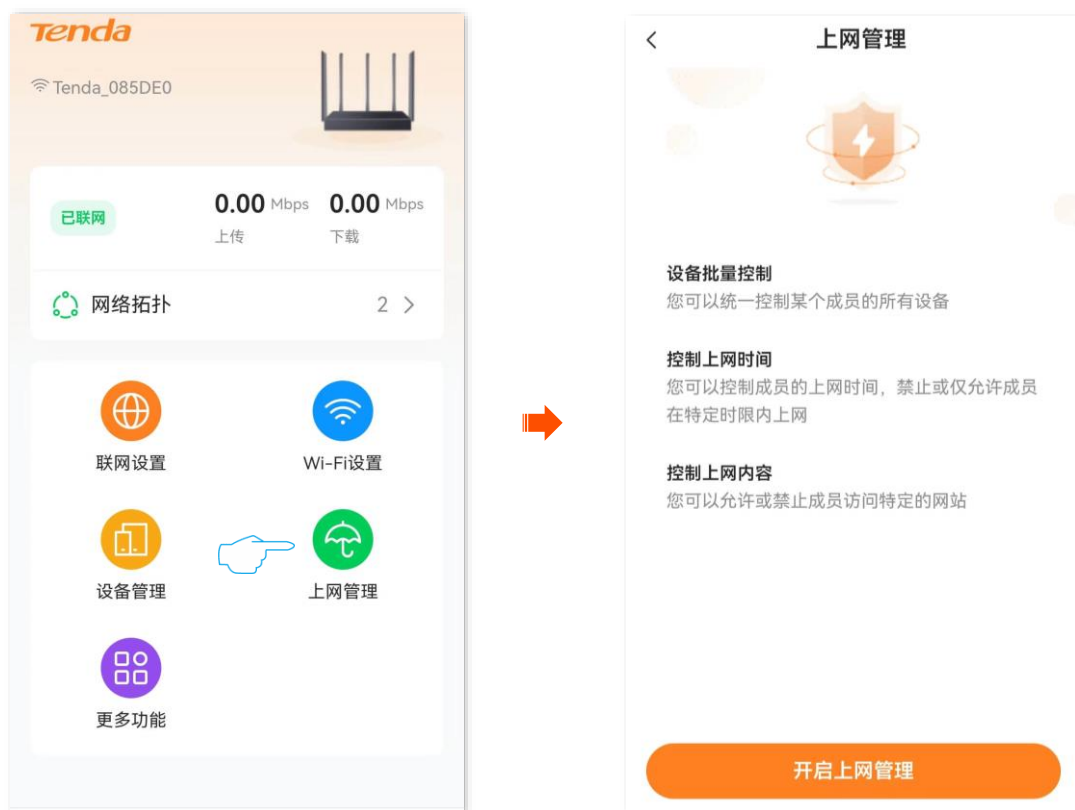 Tenda
Tenda_085DE0
已联网
0.00 Mbps 0.00 Mbps
上传 下载
网络拓扑 2
联网设置 Wi-Fi设置
设备管理 上网管理
更多功能
上网管理
设备批量控制
您可以统一控制某个成员的所有设备
控制上网时间
您可以控制成员的上网时间，禁止或仅允许成员
在特定时限内上网
控制上网内容
您可以允许或禁止成员访问特定的网站
开启上网管理